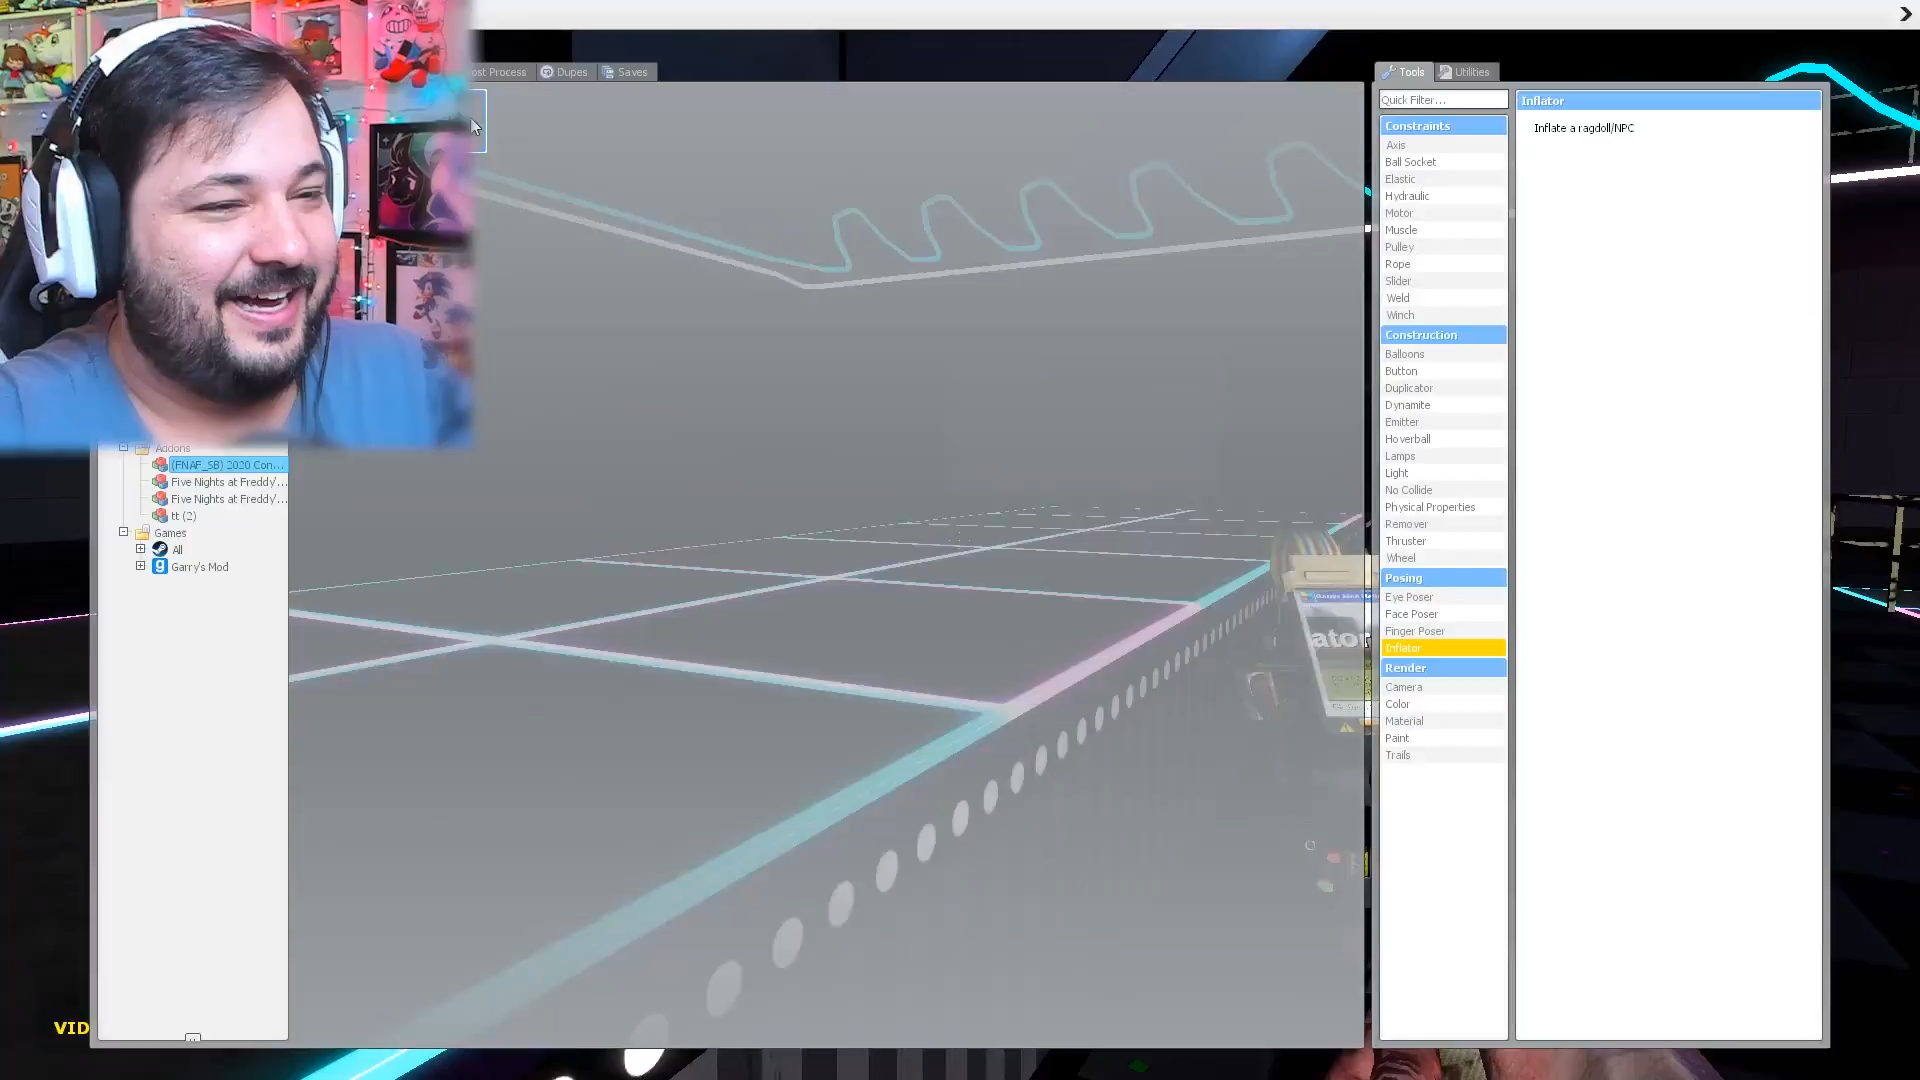 ost Process
Dupes
Saves
Tools
Utilities
Quick Filter...
Inflator
Inflate a ragdoll/NPC
Constraints
Axis
Ball Socket
Elastic
Hydraulic
Motor
Muscle
Pulley
Rope
Slider
Weld
Winch
Construction
Balloons
Button
Duplicator
Dynamite
Emitter
Hoverball
Lamps
Light
No Collide
Physical Properties
Remover
Thruster
Wheel
Posing
Eye Poser
Face Poser
Finger Poser
Inflator
Render
Camera
Color
Material
Paint
Trails
Addons
(FNAF_SB) 2020 Con...
Five Nights at Freddy'...
Five Nights at Freddy'...
tt (2)
Games
All
Garry's Mod
ator
VID